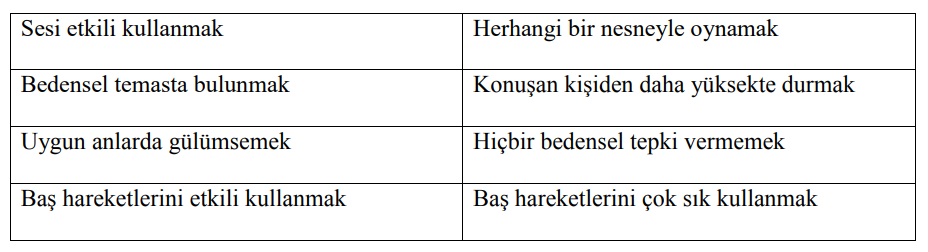 Sesi etkili kullanmak
Herhangi bir nesneyle oynamak
Bedensel temasta bulunmak
Konuşan kişiden daha yüksekte durmak
Uygun anlarda gülümsemek
Hiçbir bedensel tepki vermemek
Baş hareketlerini etkili kullanmak
Baş hareketlerini çok sık kullanmak